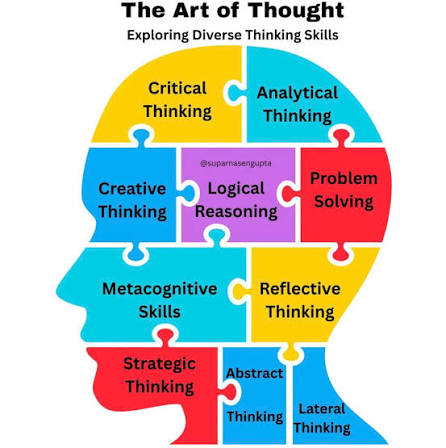 The Art of Thought
Exploring Diverse Thinking Skills
Critical
Thinking
Analytical
Thinking
@suparnasengupta
Creative
Thinking
Logical
Reasoning
Problem
Solving
Metacognitive
Skills
Reflective
Thinking
Strategic
Thinking
Abstract
Thinking
Lateral
Thinking